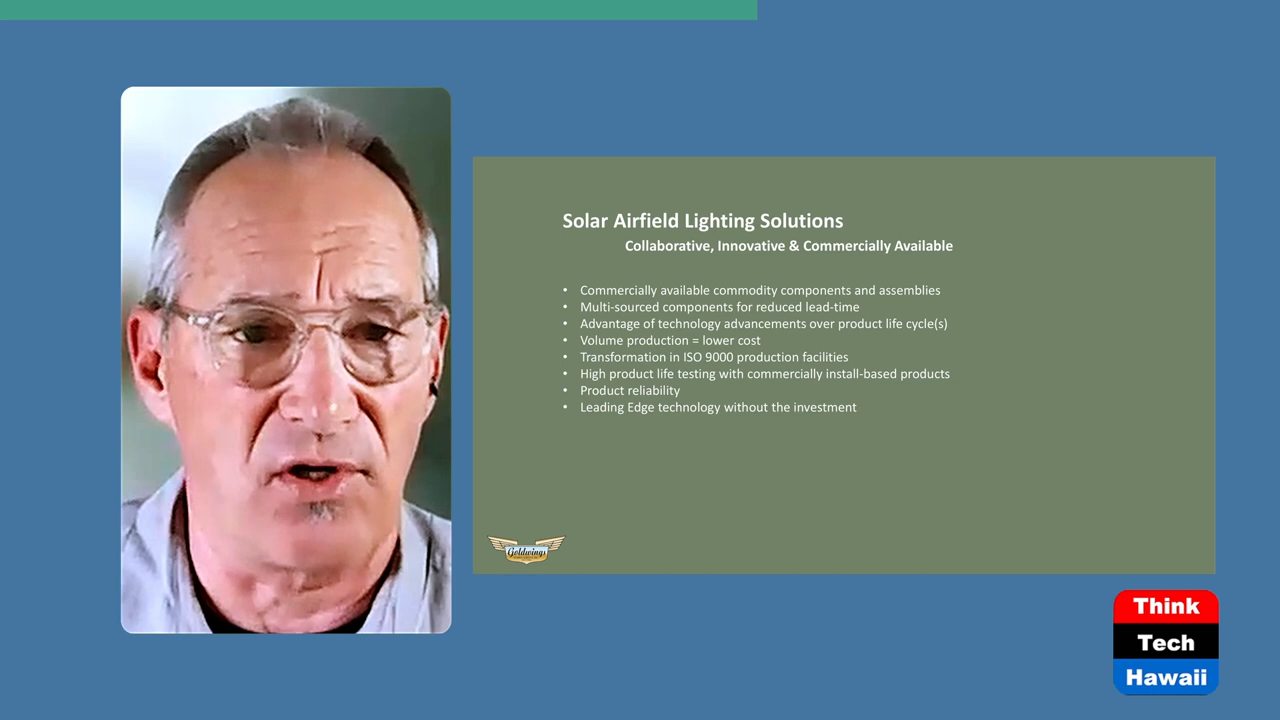 Solar Airfield Lighting Solutions
Collaborative, Innovative & Commercially Available
• Commercially available commodity components and assemblies
• Multi-sourced components for reduced lead-time
• Advantage of technology advancements over product life cycle(s)
• Volume production = lower cost
• Transformation in ISO 9000 production facilities
• High product life testing with commercially install-based products
• Product reliability
• Leading Edge technology without the investment
Goldwings
Think
Tech
Hawaii